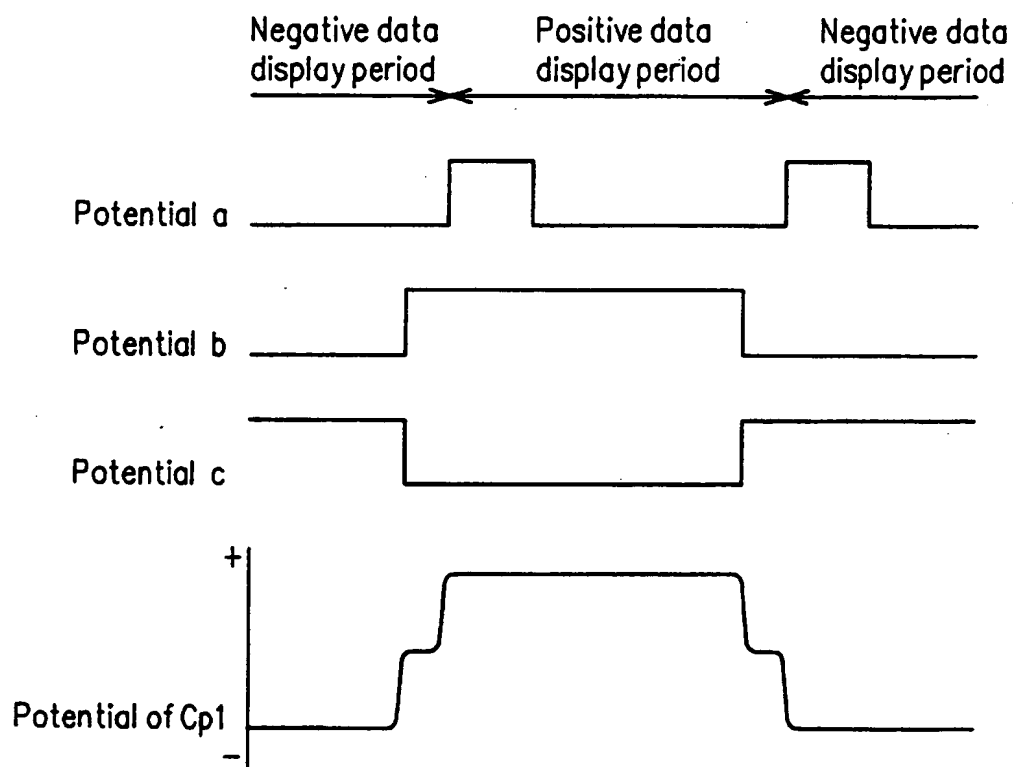 Negative data
display period
Positive data
display period
Negative data
display period
Potential a
Potential b
Potential c
+
Potential of Cp1
−